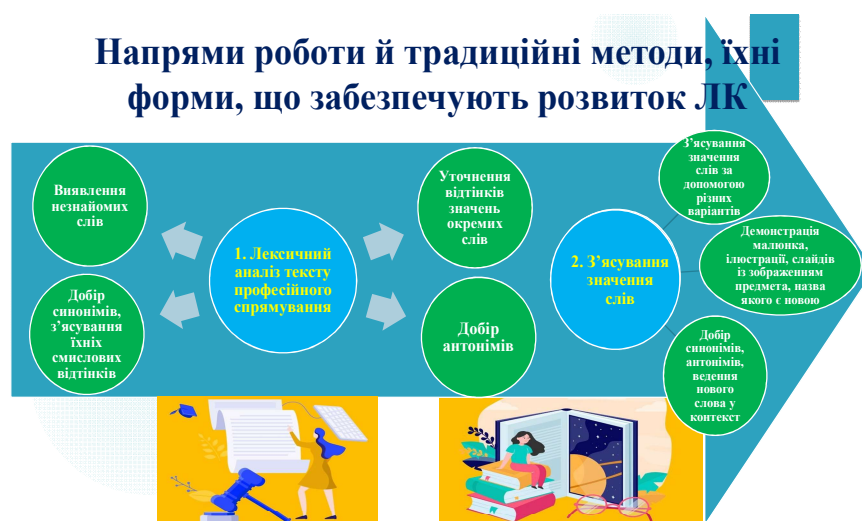 Напрями роботи й традиційні методи, їхні
форми, що забезпечують розвиток ЛК
Виявлення
незнайомих
слів
Добір
синонімів,
з’ясування
їхніх
смислових
відтінків
1. Лексичний
аналіз тексту
професійного
спрямування
Уточнення
відтінків
значень
окремих
слів
Добір
антонімів
2. З’ясування
значення
слів
З’ясування
значення
слів за
допомогою
різних
варіантів
Демонстрація
малюнка,
ілюстрації, слайдів
із зображенням
предмета, назва
якого є новою
Добір
синонімів,
антонімів,
ведення
нового
слова у
контекст